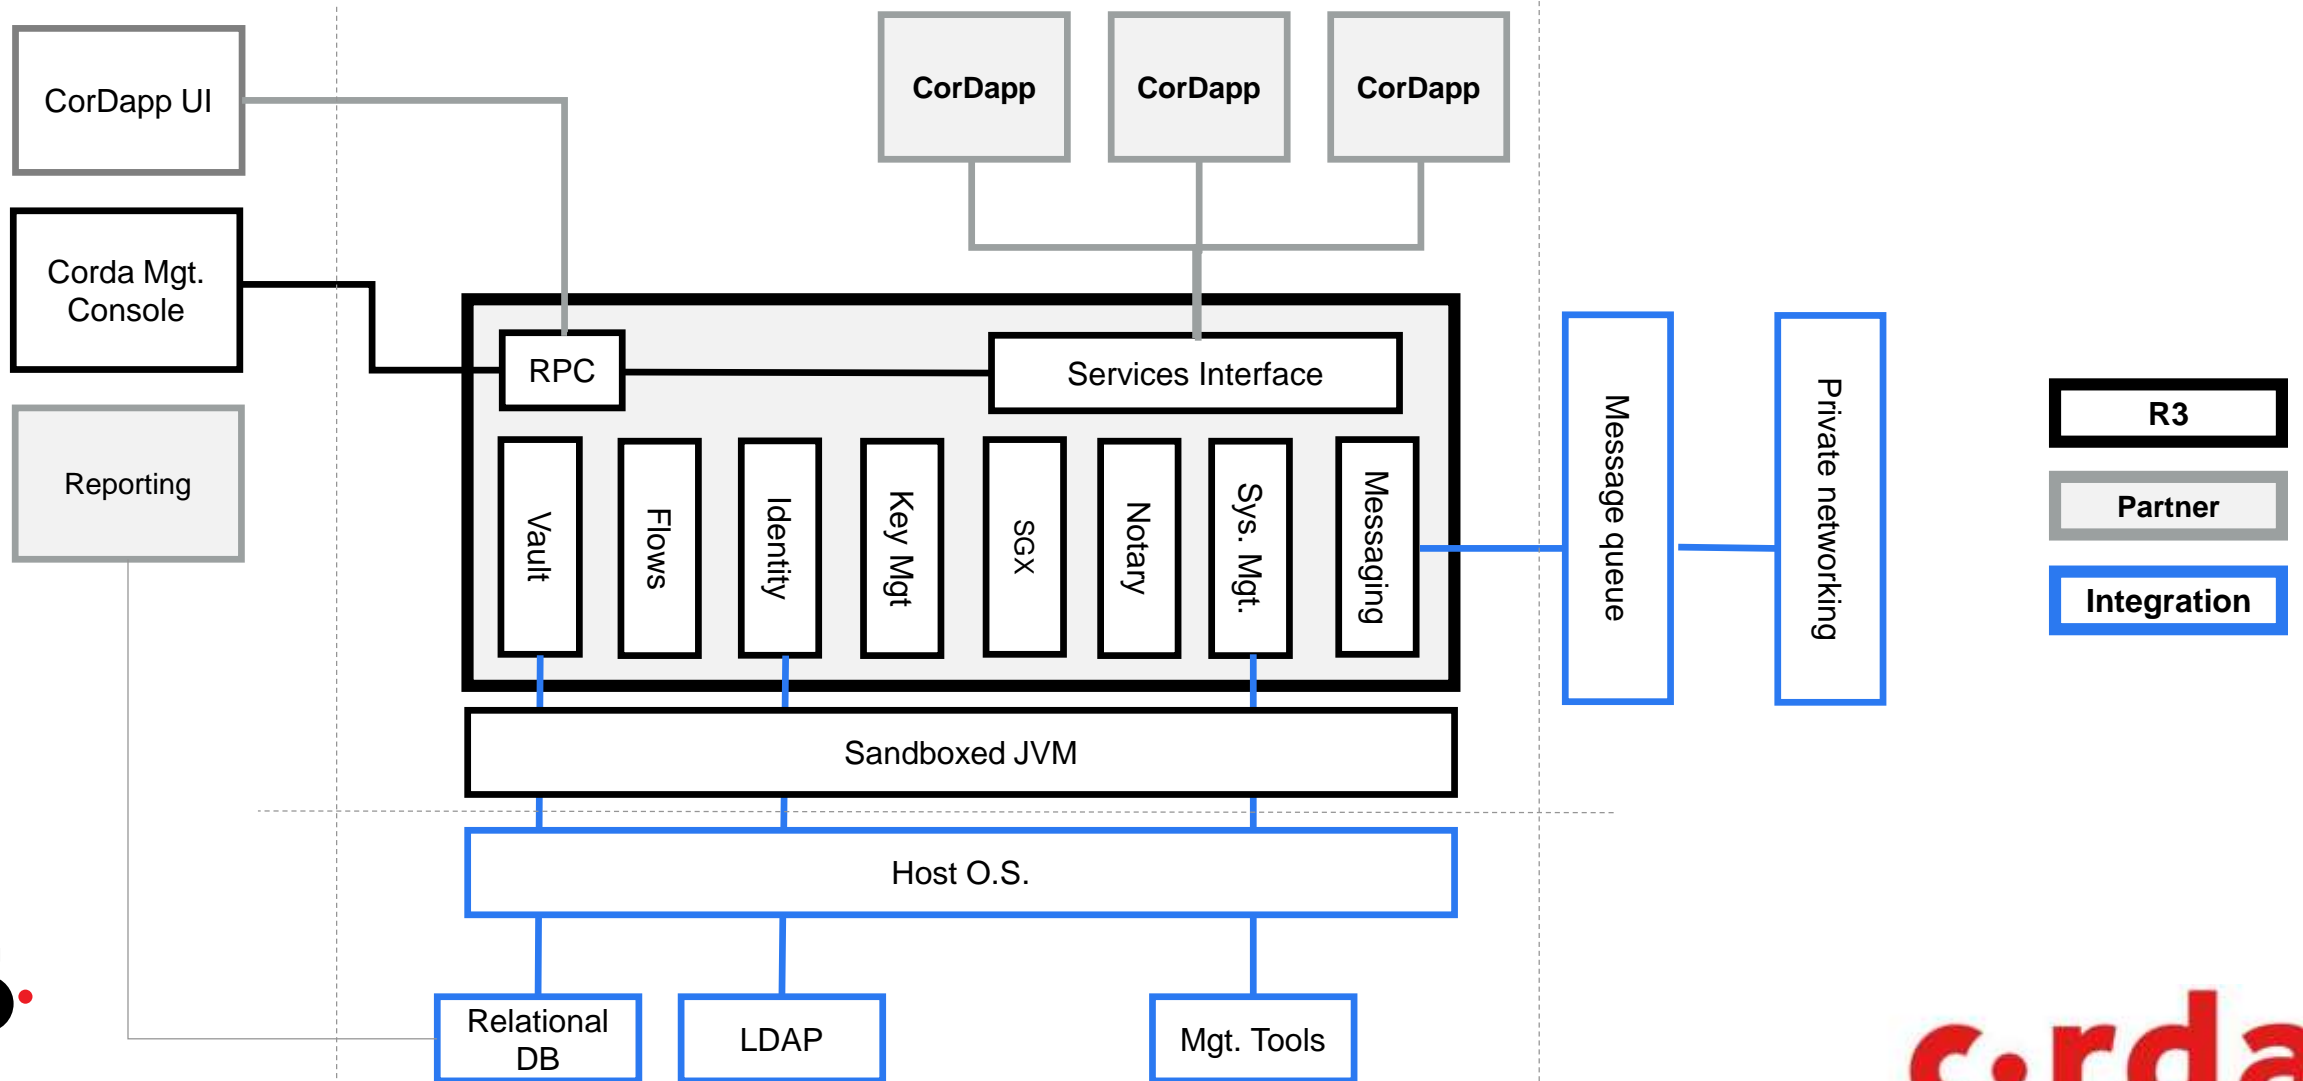 CorDapp UI
CorDapp
CorDapp
CorDapp
Corda Mgt.
Console
RPC
Services Interface
Reporting
Vault
Flows
Identity
Key Mgt
SGX
Notary
Sys. Mgt.
Messaging
Message queue
Private networking
R3
Partner
Integration
Sandboxed JVM
Host O.S.
Relational
DB
LDAP
Mgt. Tools
c·rda